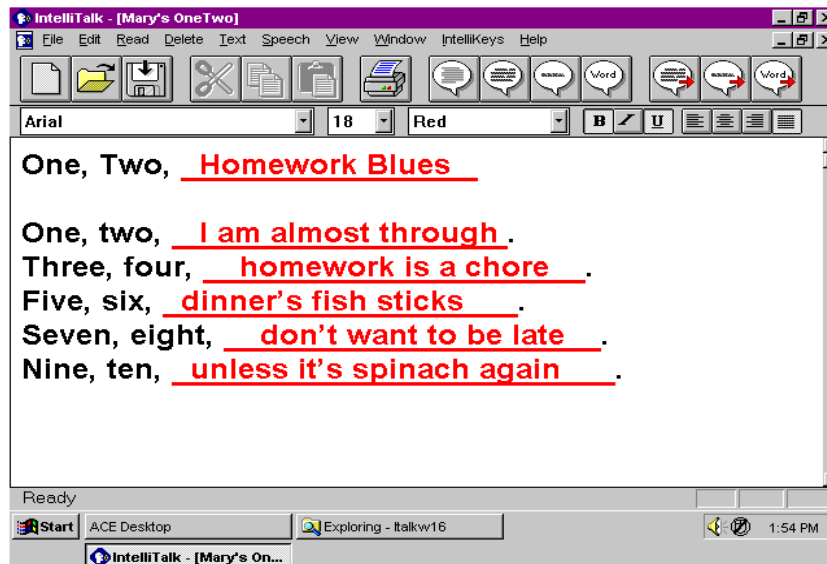 IntelliTalk - [Mary's OneTwo]
File Edit Read Delete Text Speech View Window IntelliKeys Help
Word Word
Arial 18 Red B I U
One, Two, Homework Blues
One, two, I am almost through.
Three, four, homework is a chore.
Five, six, dinner's fish sticks.
Seven, eight, don't want to be late.
Nine, ten, unless it's spinach again.
Ready
Start ACE Desktop Exploring - Italkw16 1:54 PM
IntelliTalk - [Mary's On...